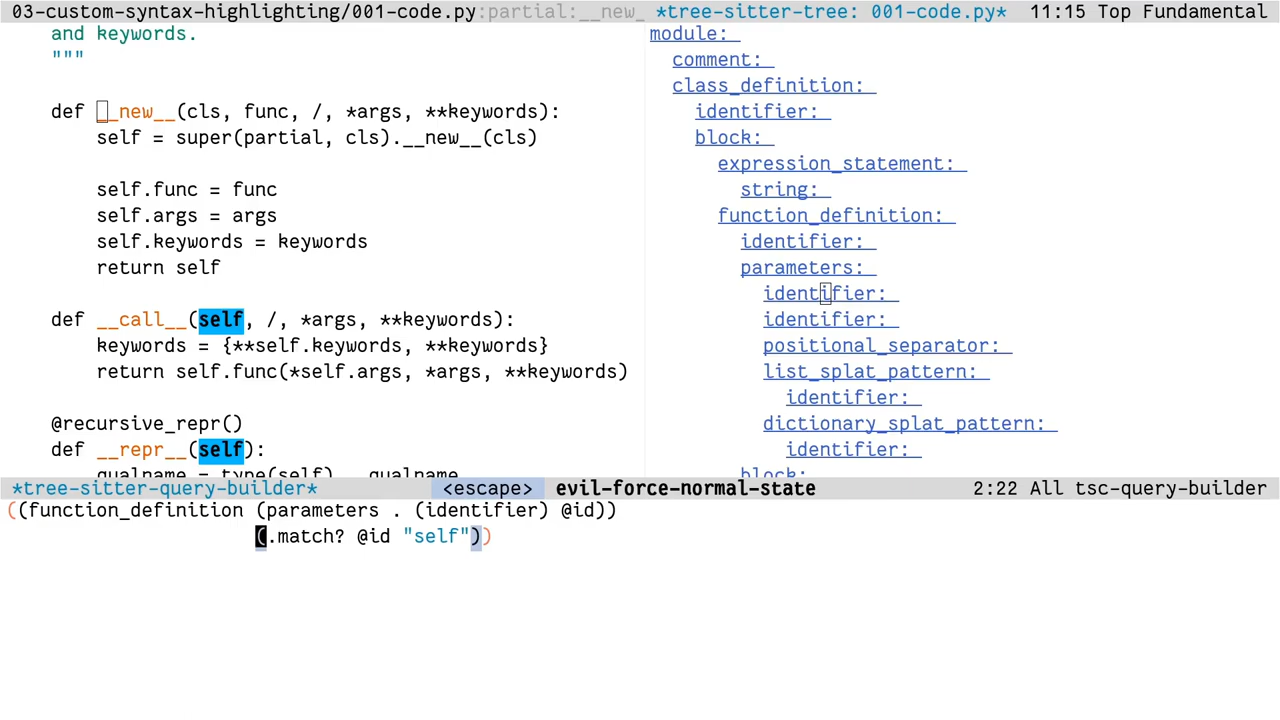 03-custom-syntax-highlighting/001-code.py:partial:__new_
and keywords.
"""
def __new__(cls, func, /, *args, **keywords):
self = super(partial, cls).__new__(cls)
self.func = func
self.args = args
self.keywords = keywords
return self
def __call__(self, /, *args, **keywords):
keywords = {**self.keywords, **keywords}
return self.func(*self.args, *args, **keywords)
@recursive_repr()
def __repr__(self):
qualname = type(self).__qualname__
*tree-sitter-tree: 001-code.py* 11:15 Top Fundamental
module:
comment:
class_definition:
identifier:
block:
expression_statement:
string:
function_definition:
identifier:
parameters:
identifier:
identifier:
positional_separator:
list_splat_pattern:
identifier:
dictionary_splat_pattern:
identifier:
block:
*tree-sitter-query-builder* <escape> evil-force-normal-state 2:22 All tsc-query-builder
((function_definition (parameters . (identifier) @id))
(.match? @id "self"))